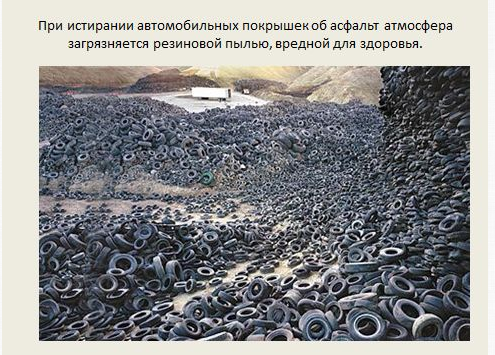 При истирании автомобильных покрышек об асфальт атмосфера
загрязняется резиновой пылью, вредной для здоровья.